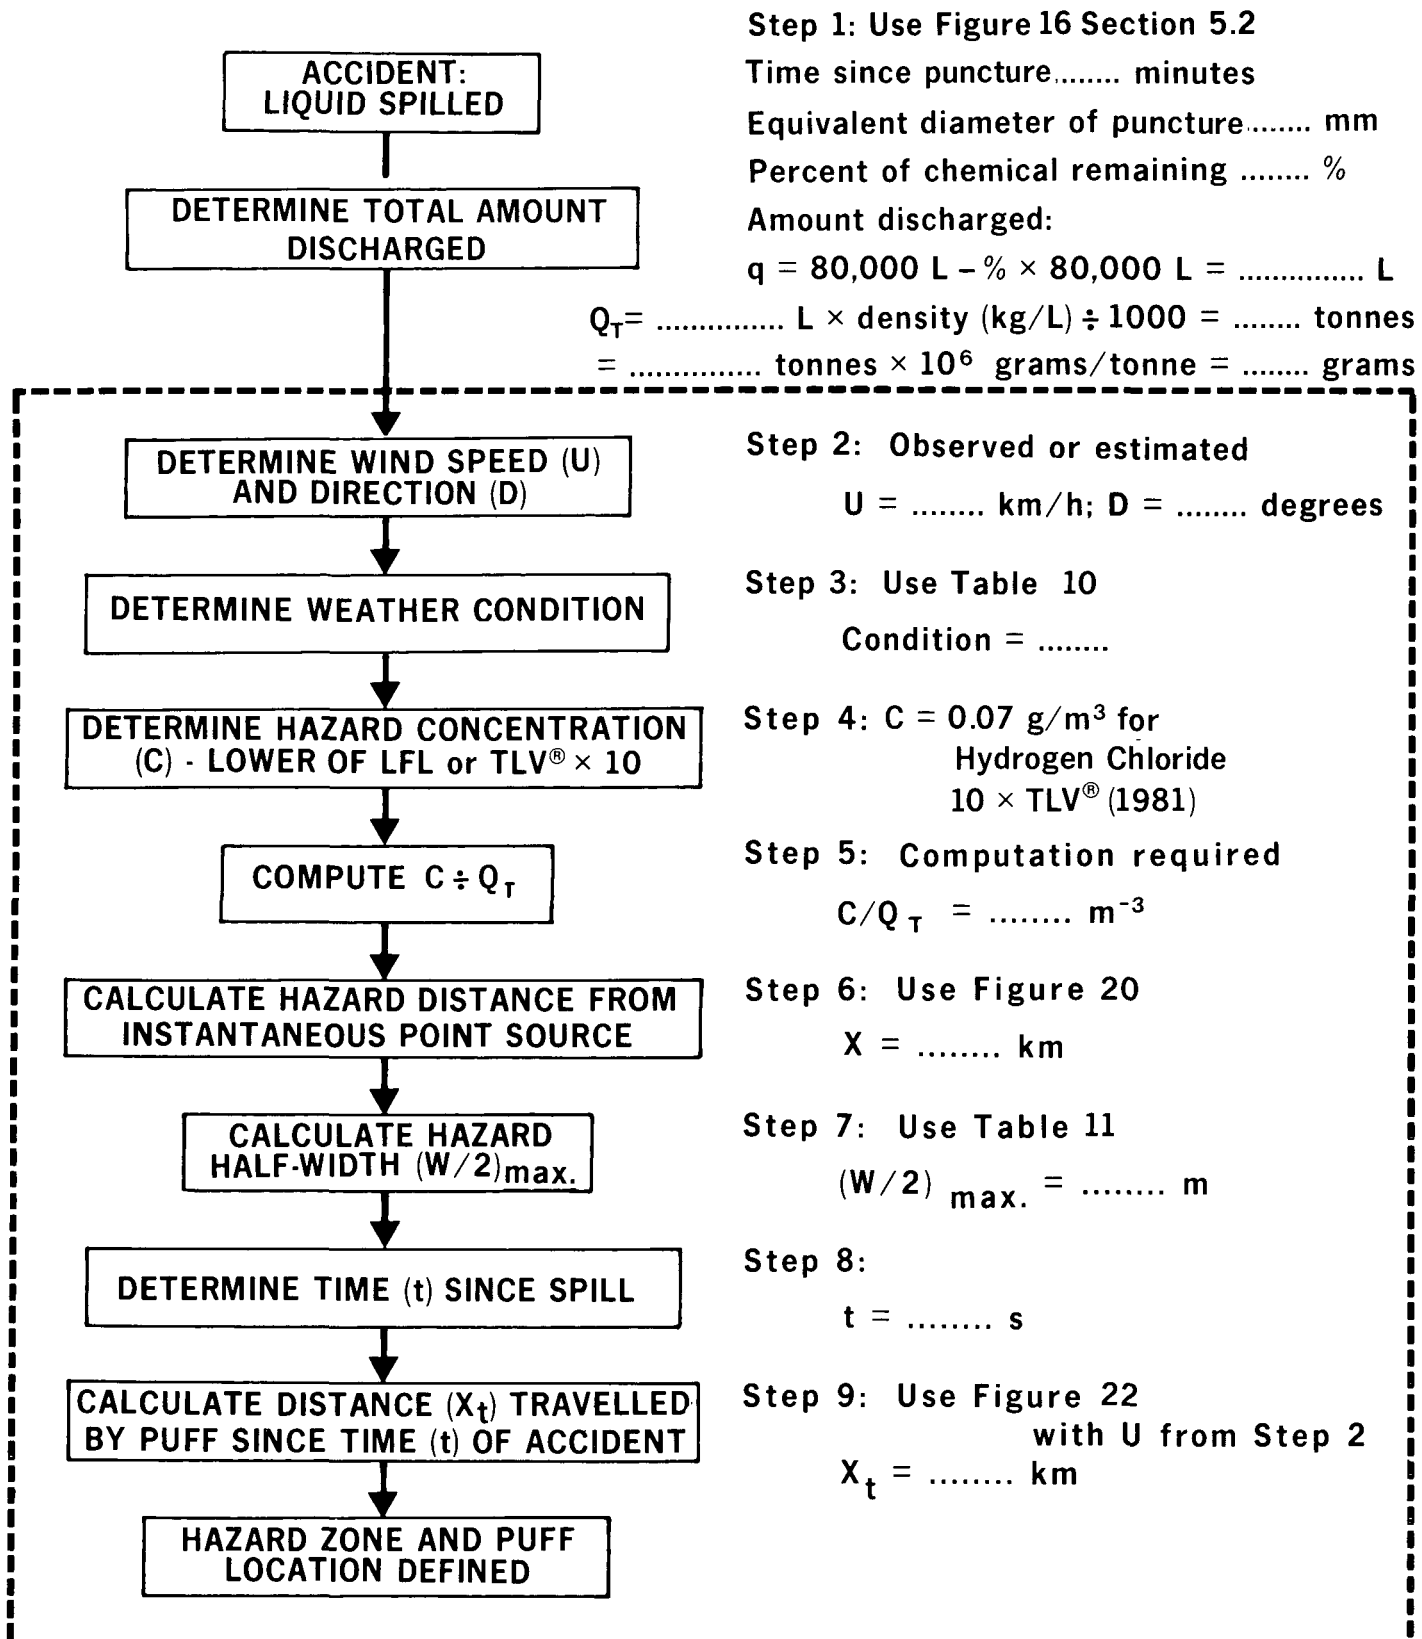 ACCIDENT:
LIQUID SPILLED
Step 1: Use Figure 16 Section 5.2
Time since puncture........ minutes
Equivalent diameter of puncture........ mm
Percent of chemical remaining ........ %
DETERMINE TOTAL AMOUNT
DISCHARGED
Amount discharged:
q = 80,000 L – % × 80,000 L = ............... L
Q_T = ............... L × density (kg/L) ÷ 1000 = ........ tonnes
= ............... tonnes × 10⁶ grams/tonne = ........ grams
DETERMINE WIND SPEED (U)
AND DIRECTION (D)
Step 2: Observed or estimated
U = ........ km/h; D = ........ degrees
DETERMINE WEATHER CONDITION
Step 3: Use Table 10
Condition = ........
DETERMINE HAZARD CONCENTRATION
(C) - LOWER OF LFL or TLV® × 10
Step 4: C = 0.07 g/m³ for
Hydrogen Chloride
10 × TLV® (1981)
COMPUTE C ÷ Q_T
Step 5: Computation required
C/Q_T = ........ m⁻³
CALCULATE HAZARD DISTANCE FROM
INSTANTANEOUS POINT SOURCE
Step 6: Use Figure 20
X = ........ km
CALCULATE HAZARD
HALF-WIDTH (W/2)max.
Step 7: Use Table 11
(W/2) max. = ........ m
DETERMINE TIME (t) SINCE SPILL
Step 8:
t = ........ s
CALCULATE DISTANCE (X_t) TRAVELLED
BY PUFF SINCE TIME (t) OF ACCIDENT
Step 9: Use Figure 22
with U from Step 2
X_t = ........ km
HAZARD ZONE AND PUFF
LOCATION DEFINED